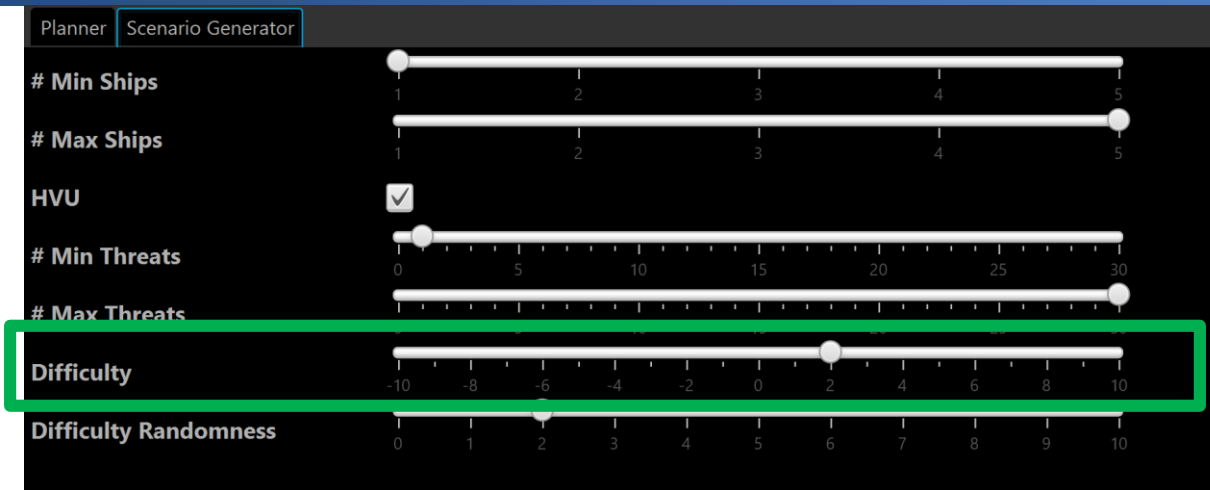 Planner Scenario Generator
# Min Ships
1 2 3 4 5
# Max Ships
1 2 3 4 5
HVU
# Min Threats
0 5 10 15 20 25 30
# Max Threats
Difficulty
-10 -8 -6 -4 -2 0 2 4 6 8 10
Difficulty Randomness
0 1 2 3 4 5 6 7 8 9 10